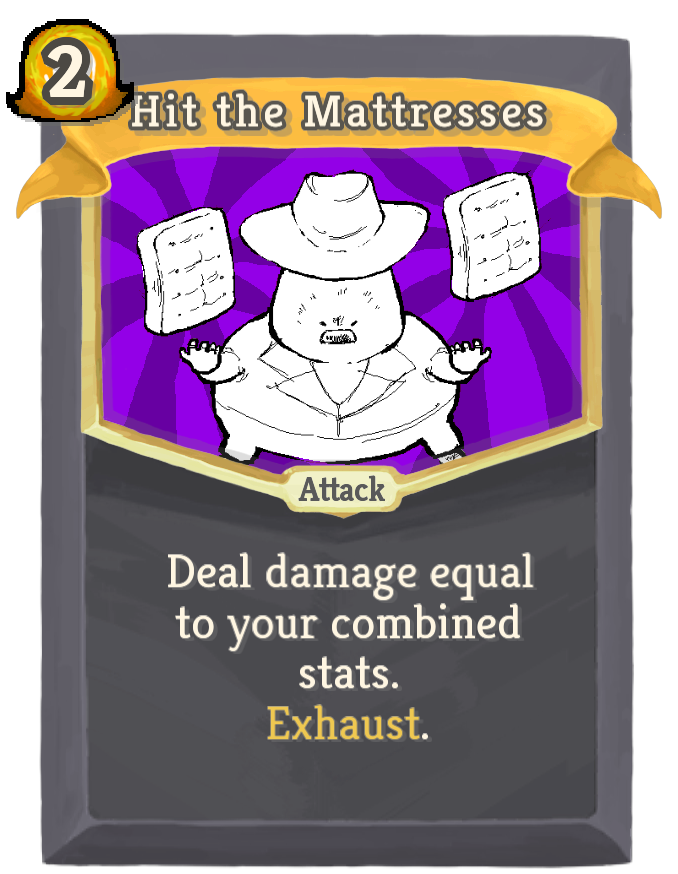 2
Hit the Mattresses
Attack
Deal damage equal
to your combined
stats.
Exhaust.